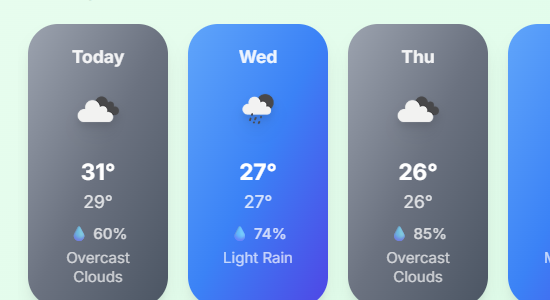 Today
31°
29°
60%
Overcast
Clouds
Wed
27°
27°
74%
Light Rain
Thu
26°
26°
85%
Overcast
Clouds